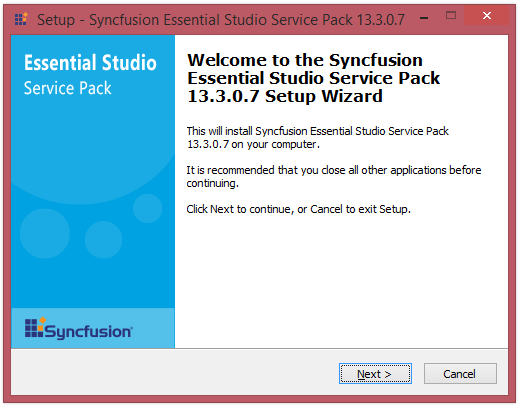 Setup - Syncfusion Essential Studio Service Pack 13.3.0.7
Essential Studio
Service Pack
Welcome to the Syncfusion
Essential Studio Service Pack
13.3.0.7 Setup Wizard
This will install Syncfusion Essential Studio Service Pack
13.3.0.7 on your computer.
It is recommended that you close all other applications before
continuing.
Click Next to continue, or Cancel to exit Setup.
Syncfusion
Next >
Cancel